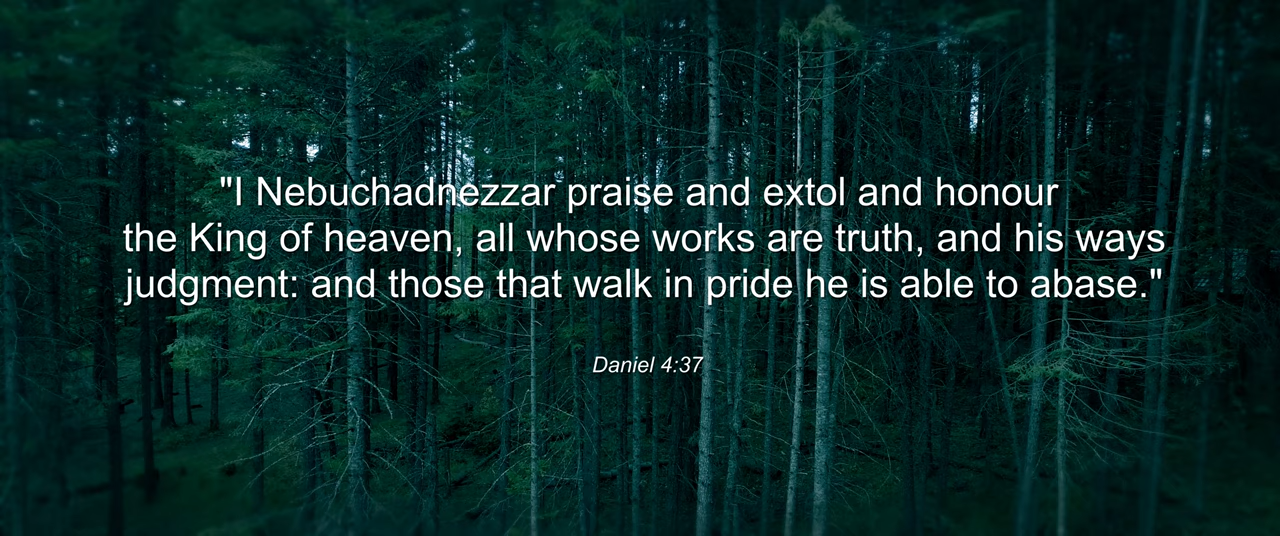 "I Nebuchadnezzar praise and extol and honour
the King of heaven, all whose works are truth, and his ways
judgment: and those that walk in pride he is able to abase."
Daniel 4:37